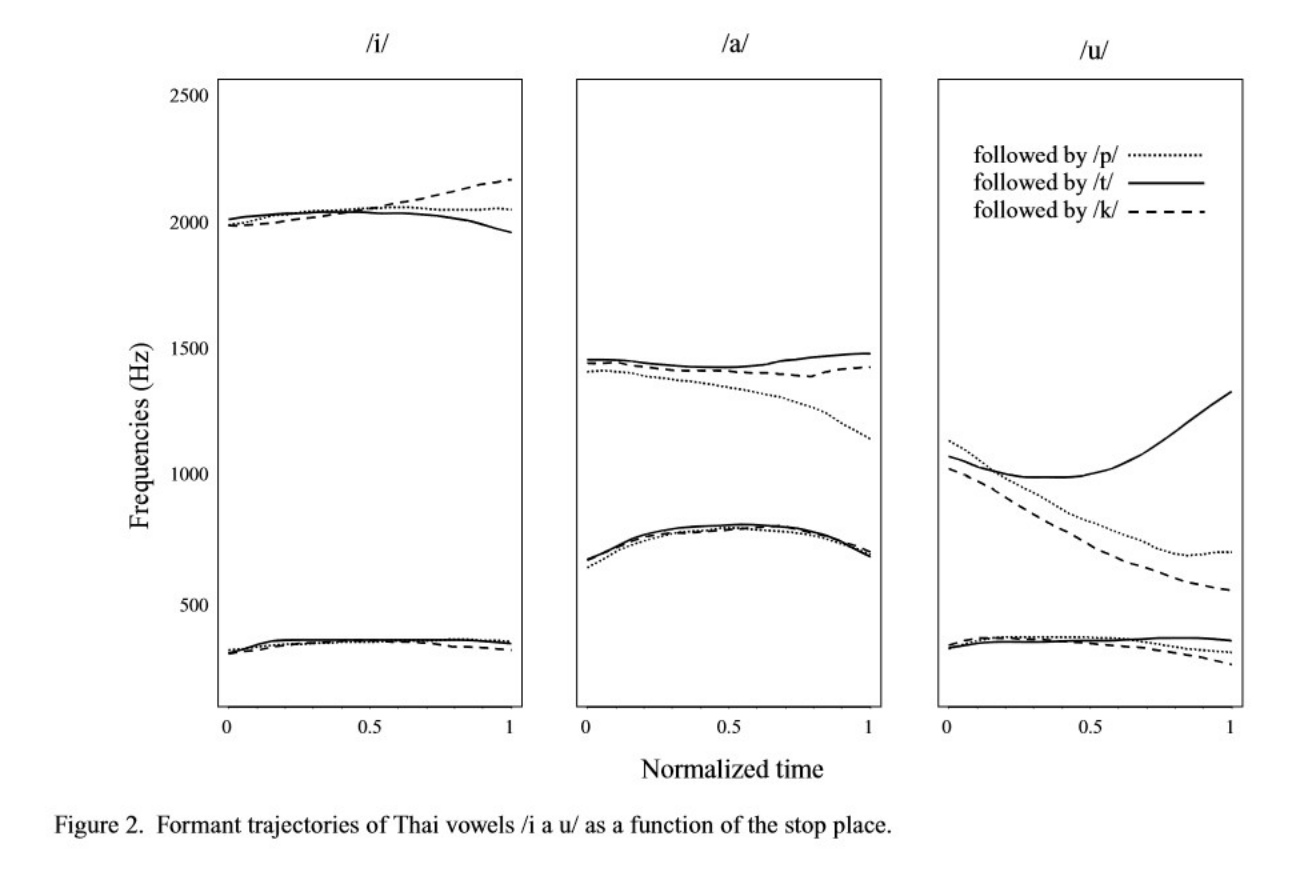 /i/
/a/
/u/
2500
2000
1500
1000
500
Frequencies (Hz)
followed by /p/
followed by /t/
followed by /k/
0 0.5 1
0 0.5 1
0 0.5 1
Normalized time
Figure 2. Formant trajectories of Thai vowels /i a u/ as a function of the stop place.